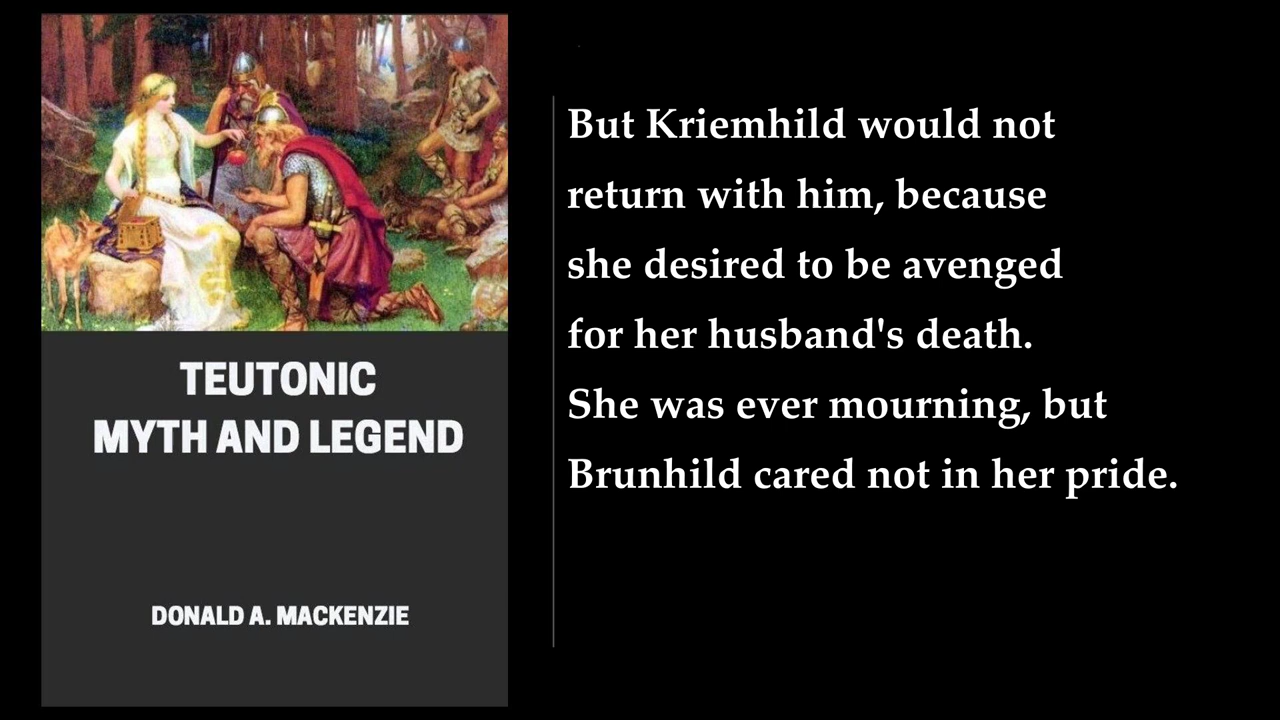 TEUTONIC
MYTH AND LEGEND
DONALD A. MACKENZIE
But Kriemhild would not
return with him, because
she desired to be avenged
for her husband's death.
She was ever mourning, but
Brunhild cared not in her pride.